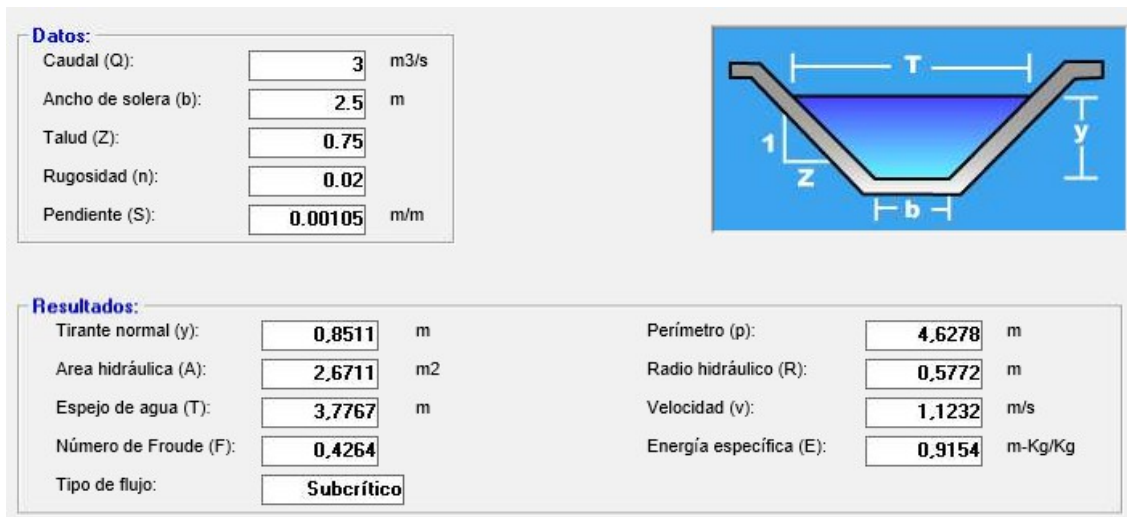 Datos:
Caudal (Q): 3 m3/s
Ancho de solera (b): 2.5 m
Talud (Z): 0.75
Rugosidad (n): 0.02
Pendiente (S): 0.00105 m/m
T
1
Z
y
b
Resultados:
Tirante normal (y): 0,8511 m Perímetro (p): 4,6278 m
Area hidráulica (A): 2,6711 m2 Radio hidráulico (R): 0,5772 m
Espejo de agua (T): 3,7767 m Velocidad (v): 1,1232 m/s
Número de Froude (F): 0,4264 Energía específica (E): 0,9154 m-Kg/Kg
Tipo de flujo: Subcrítico